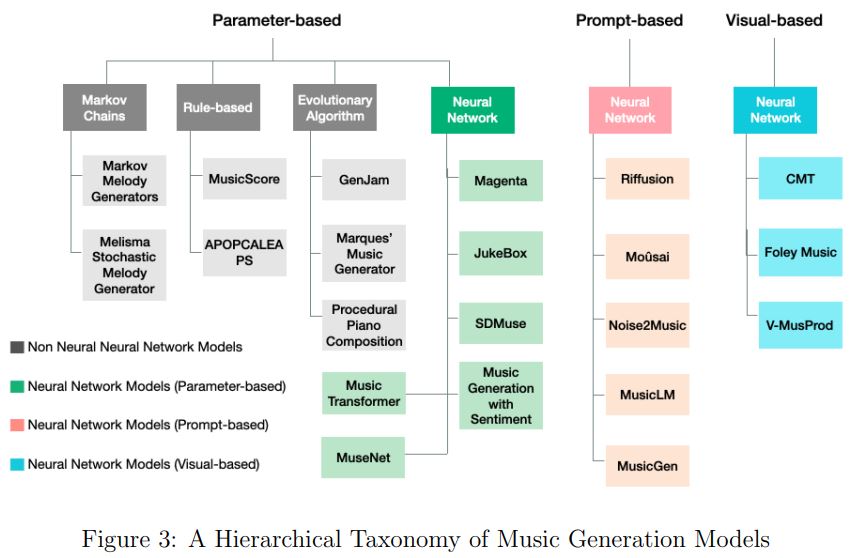 Parameter-based
Prompt-based
Visual-based
Markov
Chains
Rule-based
Evolutionary
Algorithm
Neural
Network
Neural
Network
Neural
Network
Markov
Melody
Generators
MusicScore
GenJam
Magenta
Riffusion
CMT
Melisma
Stochastic
Melody
Generator
APOPCALEA
PS
Marques'
Music
Generator
JukeBox
Moûsai
Foley Music
Procedural
Piano
Composition
SDMuse
Noise2Music
V-MusProd
Music
Transformer
Music
Generation
with
Sentiment
MusicLM
MuseNet
MusicGen
Non Neural Neural Network Models
Neural Network Models (Parameter-based)
Neural Network Models (Prompt-based)
Neural Network Models (Visual-based)
Figure 3: A Hierarchical Taxonomy of Music Generation Models